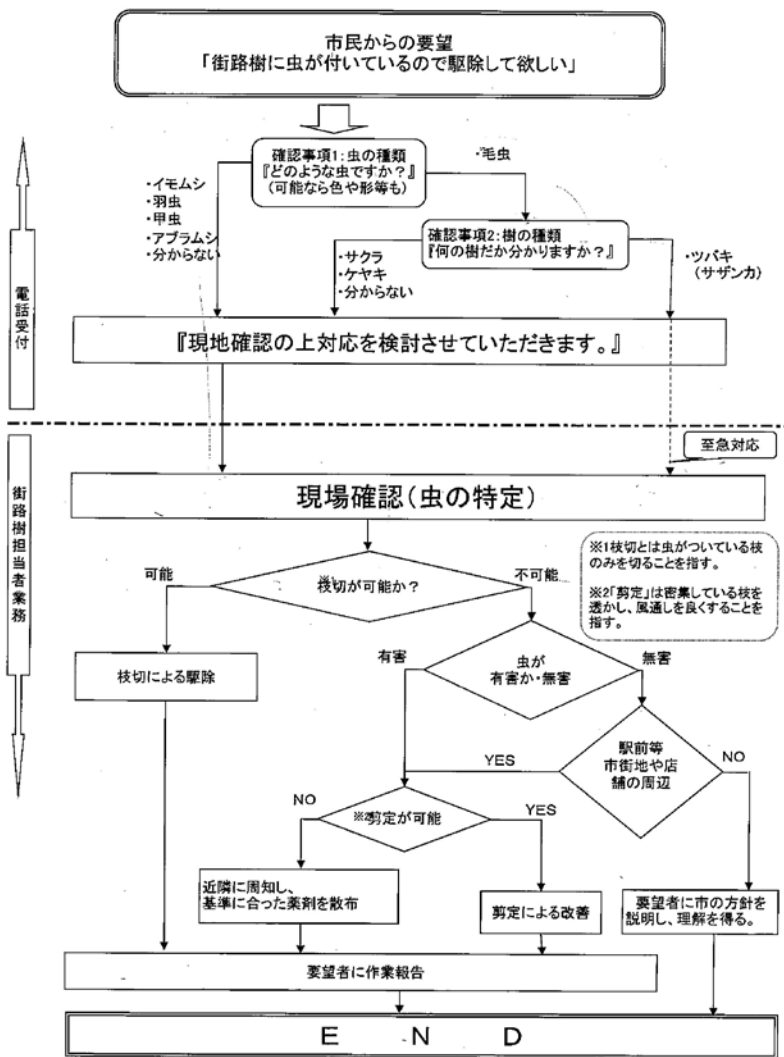 市民からの要望
「街路樹に虫が付いているので駆除して欲しい」
確認事項1：虫の種類
『どのような虫ですか？』
(可能なら色や形等も)
・毛虫
・イモムシ
・羽虫
・甲虫
・アブラムシ
・分からない
確認事項2：樹の種類
『何の樹だか分かりますか？』
・サクラ
・ケヤキ
・分からない
・ツバキ
(サザンカ)
電話受付
『現地確認の上対応を検討させていただきます。』
至急対応
街路樹担当者業務
現場確認(虫の特定)
※1枝切とは虫がついている枝
のみを切ることを指す。
※2「剪定」は密集している枝を
透かし、風通しを良くすることを
指す。
可能
※1
枝切が可能か？
不可能
枝切による駆除
有害
虫が
有害か・無害
無害
YES
駅前等
市街地や店
舗の周辺
NO
NO
※2剪定が可能
YES
近隣に周知し、
基準に合った薬剤を散布
剪定による改善
要望者に市の方針を
説明し、理解を得る。
要望者に作業報告
E N D